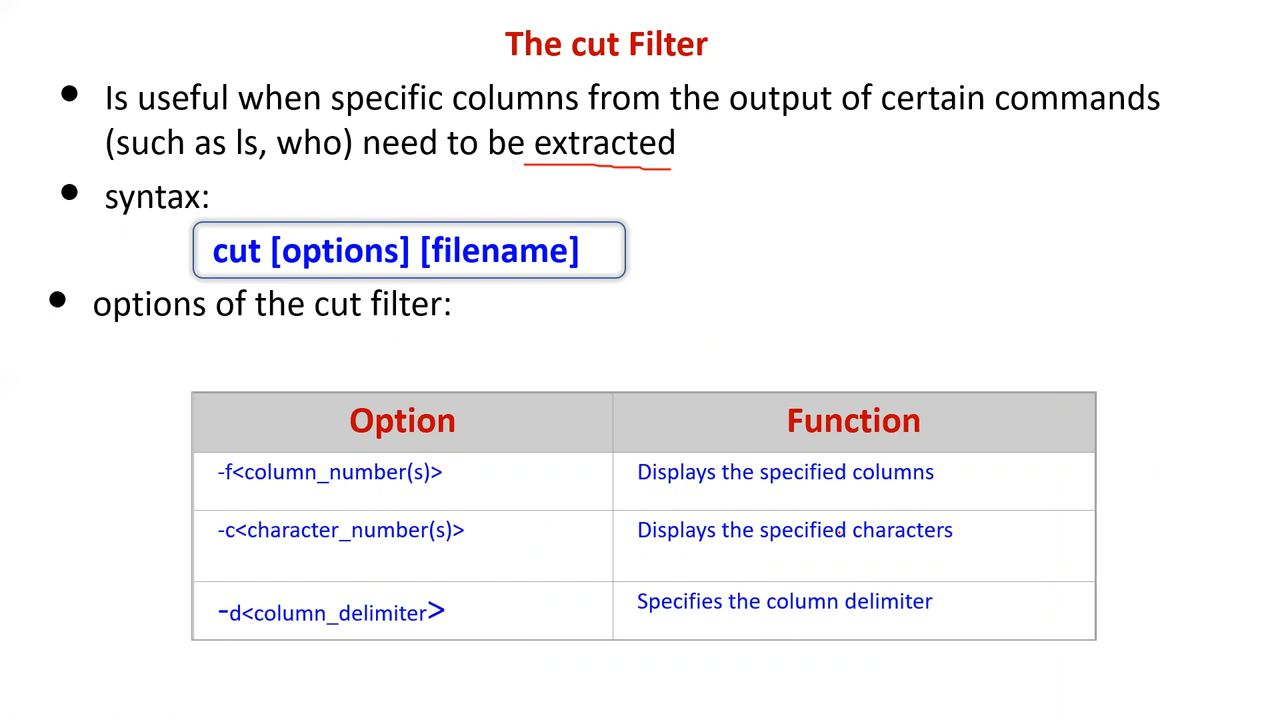 The cut Filter
• Is useful when specific columns from the output of certain commands
(such as ls, who) need to be extracted
• syntax:
cut [options] [filename]
• options of the cut filter:
Option Function
-f<column_number(s)> Displays the specified columns
-c<character_number(s)> Displays the specified characters
-d<column_delimiter> Specifies the column delimiter